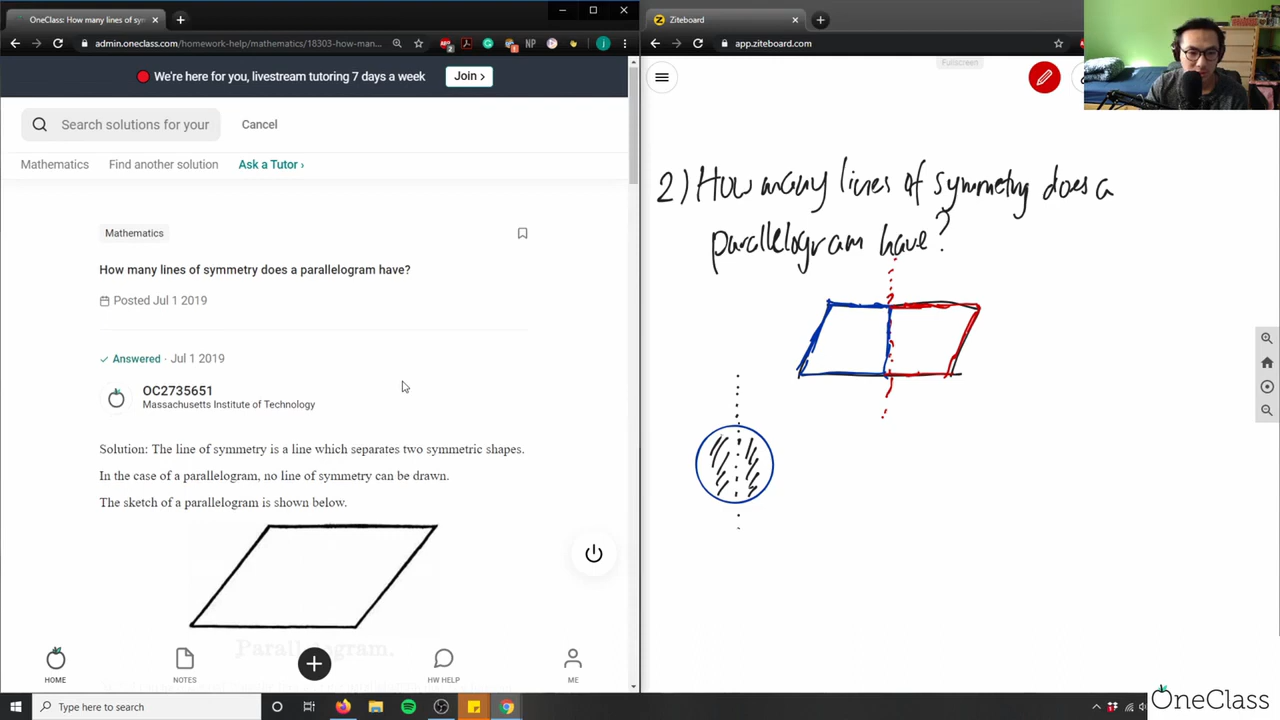 OneClass: How many lines of syn
Ziteboard
admin.oneclass.com/homework-help/mathematics/18303-how-man...
NP
j
app.ziteboard.com
We're here for you, livestream tutoring 7 days a week
Join ›
Fullscreen
Search solutions for your
Cancel
Mathematics
Find another solution
Ask a Tutor ›
Mathematics
How many lines of symmetry does a parallelogram have?
Posted Jul 1 2019
Answered · Jul 1 2019
OC2735651
Massachusetts Institute of Technology
Solution: The line of symmetry is a line which separates two symmetric shapes.
In the case of a parallelogram, no line of symmetry can be drawn.
The sketch of a parallelogram is shown below.
Parallelogram.
HOME
NOTES
HW HELP
ME
2) How many lines of symmetry does a
parallelogram have?
Type here to search
OneClass